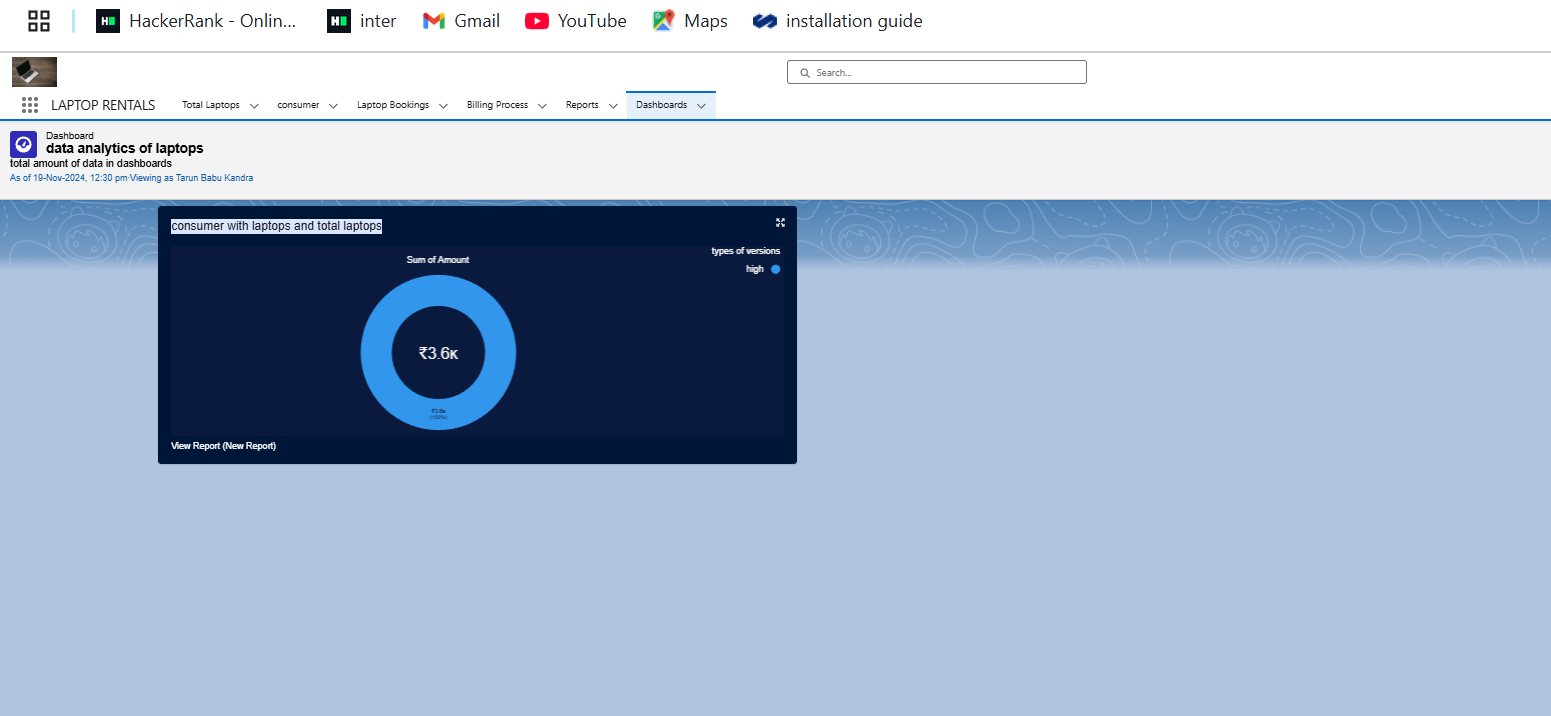 HackerRank - Onlin... inter Gmail YouTube Maps installation guide
Search...
LAPTOP RENTALS Total Laptops consumer Laptop Bookings Billing Process Reports Dashboards
Dashboard
data analytics of laptops
total amount of data in dashboards
As of 19-Nov-2024, 12:30 pm·Viewing as Tarun Babu Kandra
consumer with laptops and total laptops
types of versions
high
Sum of Amount
₹3.6K
₹3.6K
(100%)
View Report (New Report)